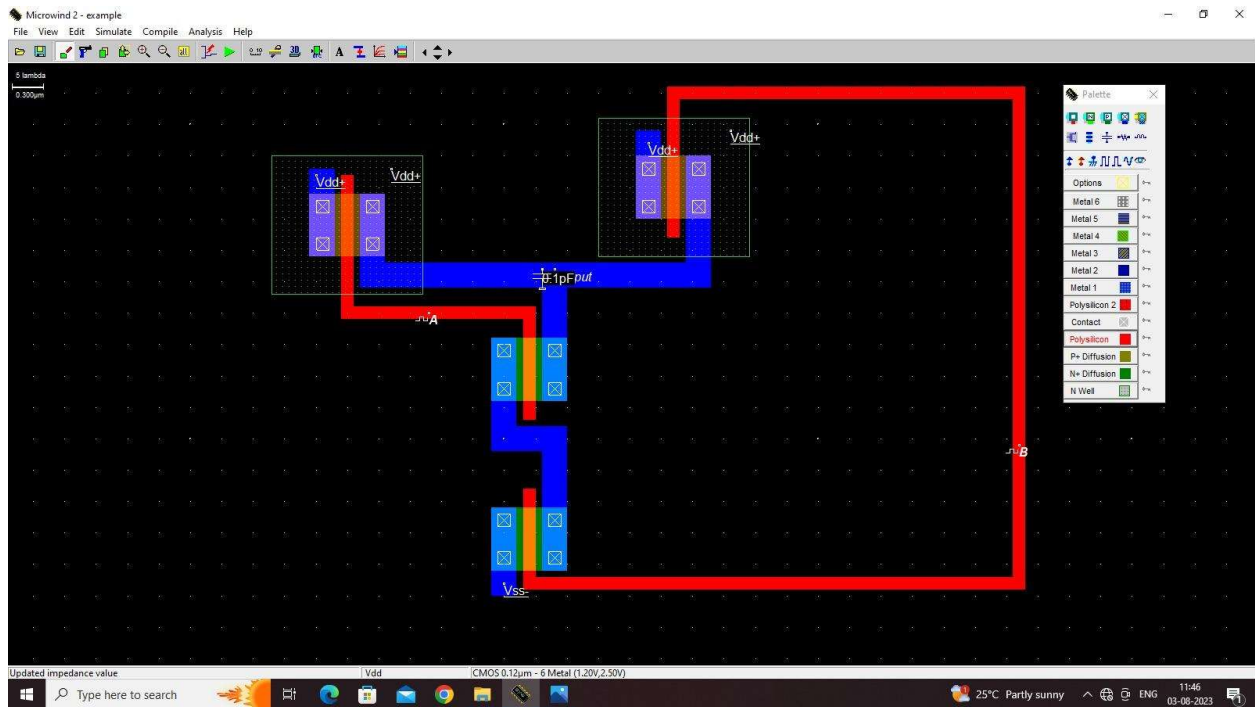 Microwind 2 - example
File View Edit Simulate Compile Analysis Help
5 lambda
0.300µm
Vdd+
Vdd+
Vdd+
Vdd+
0.1pF put
A
B
Vss-
Palette
Options
Metal 6
Metal 5
Metal 4
Metal 3
Metal 2
Metal 1
Polysilicon 2
Contact
Polysilicon
P+ Diffusion
N+ Diffusion
N Well
Updated impedance value Vdd CMOS 0.12µm - 6 Metal (1.20V,2.50V)
Type here to search 25°C Partly sunny ENG 11:46
03-08-2023